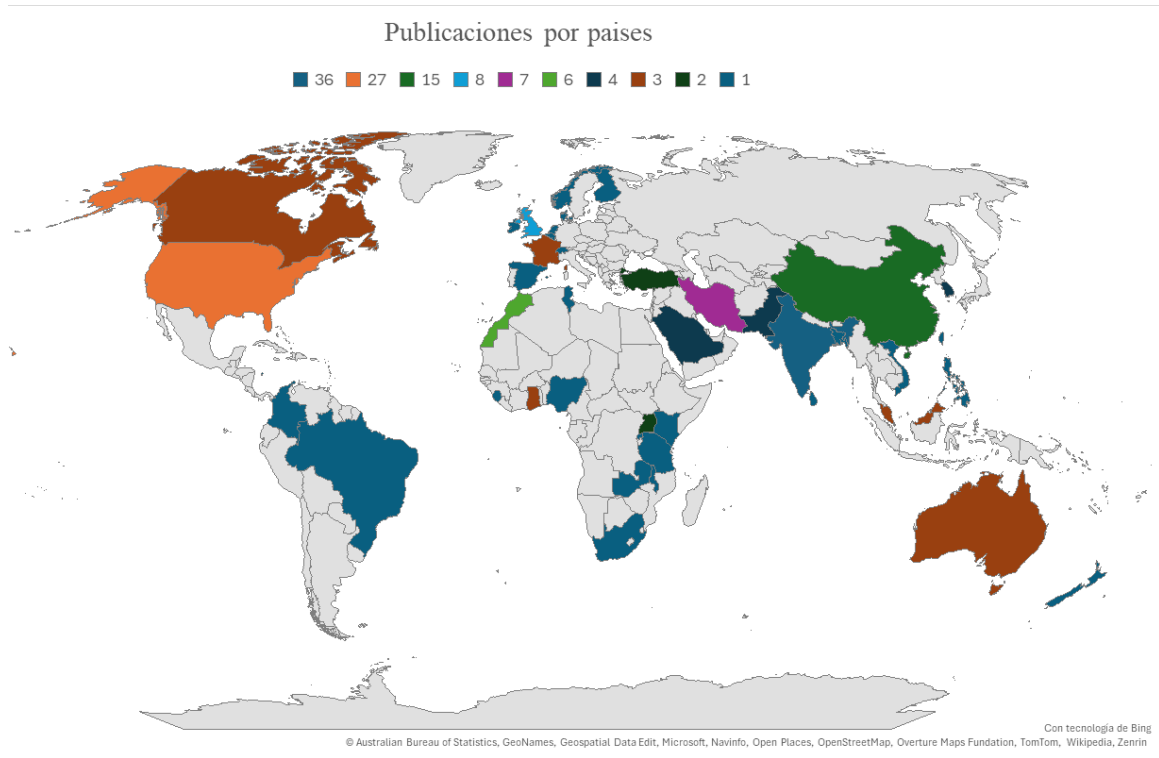 Publicaciones por paises
36 27 15 8 7 6 4 3 2 1
Con tecnología de Bing
© Australian Bureau of Statistics, GeoNames, Geospatial Data Edit, Microsoft, Navinfo, Open Places, OpenStreetMap, Overture Maps Fundation, TomTom, Wikipedia, Zenrin